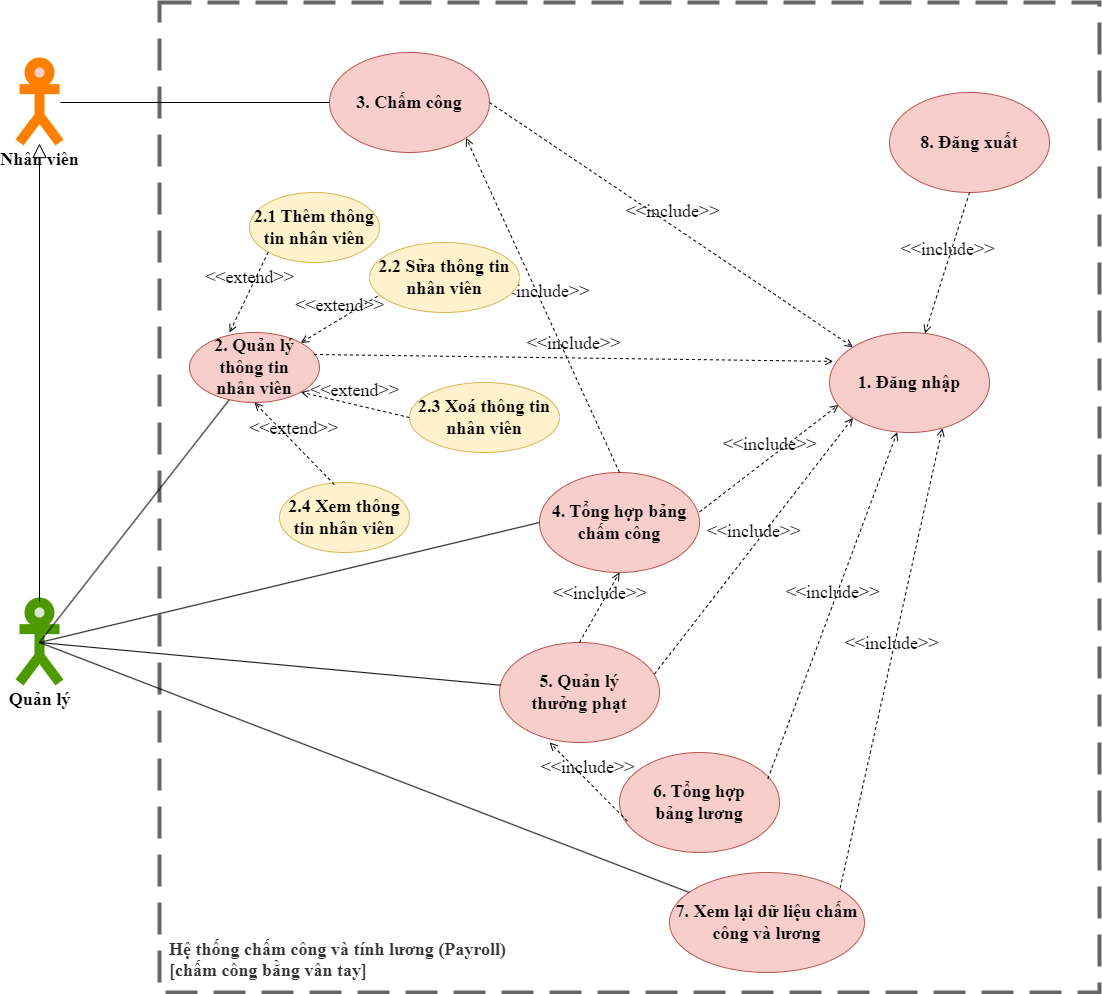 3. Chấm công
8. Đăng xuất
Nhân viên
2.1 Thêm thông
tin nhân viên
<<include>>
<<include>>
2.2 Sửa thông tin
nhân viên
<<extend>>
include>>
<<extend>>
2. Quản lý
thông tin
nhân viên
<<include>>
1. Đăng nhập
<<extend>>
2.3 Xoá thông tin
nhân viên
<<extend>>
<<include>>
2.4 Xem thông
tin nhân viên
4. Tổng hợp bảng
chấm công
<<include>>
<<include>>
<<include>>
<<include>>
Quản lý
5. Quản lý
thưởng phạt
<<include>>
6. Tổng hợp
bảng lương
7. Xem lại dữ liệu chấm
công và lương
Hệ thống chấm công và tính lương (Payroll)
[chấm công bằng vân tay]